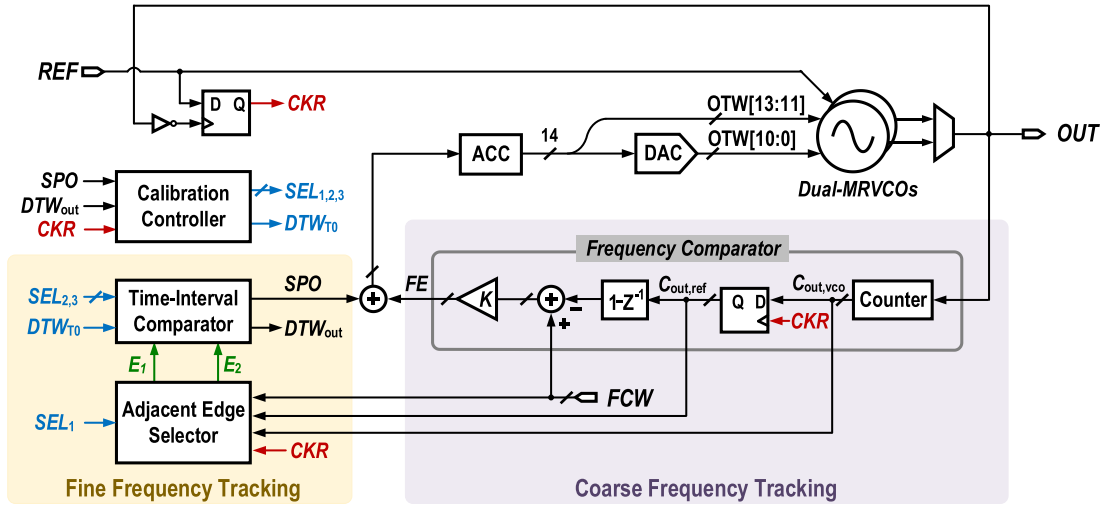 REF
D Q
CKR
SPO
DTWout
CKR
Calibration
Controller
SEL1,2,3
DTWT0
ACC
14
DAC
OTW[13:11]
OTW[10:0]
Dual-MRVCOs
OUT
Frequency Comparator
SEL2,3
DTWT0
Time-Interval
Comparator
SPO
DTWout
FE
K
1-Z-1
Cout,ref
Q D
CKR
Cout,vco
Counter
E1
E2
SEL1
Adjacent Edge
Selector
FCW
CKR
Fine Frequency Tracking
Coarse Frequency Tracking